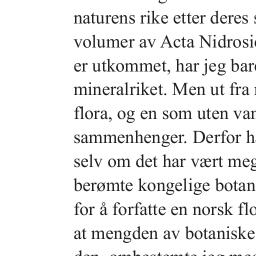 naturens rike etter deres
volumer av Acta Nidrosi
er utkommet, har jeg bar
mineralriket. Men ut fra
flora, og en som uten van
sammenhenger. Derfor h
selv om det har vært meg
berømte kongelige botan
for å forfatte en norsk flo
at mengden av botaniske